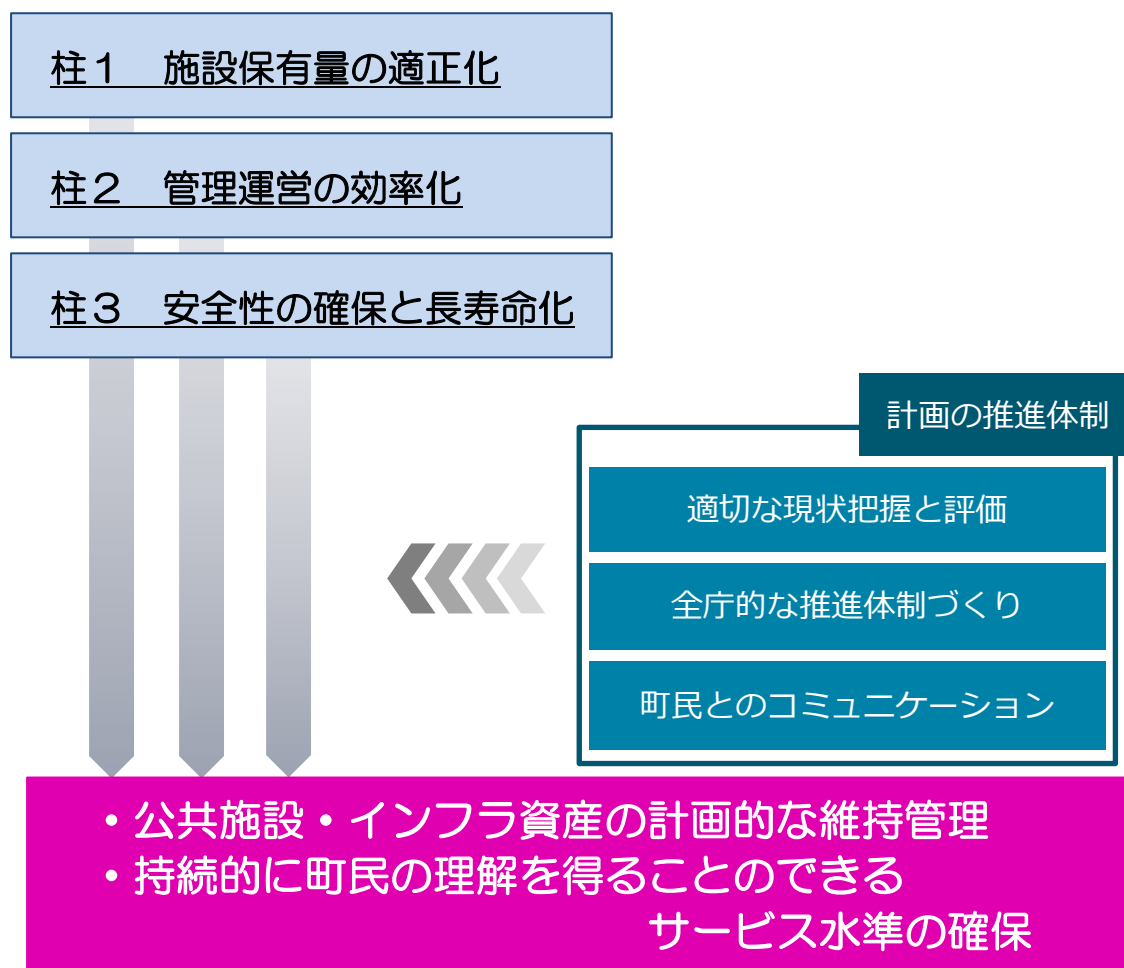 柱１　施設保有量の適正化
柱２　管理運営の効率化
柱３　安全性の確保と長寿命化
計画の推進体制
適切な現状把握と評価
全庁的な推進体制づくり
町民とのコミュニケーション
・公共施設・インフラ資産の計画的な維持管理
・持続的に町民の理解を得ることのできる
サービス水準の確保